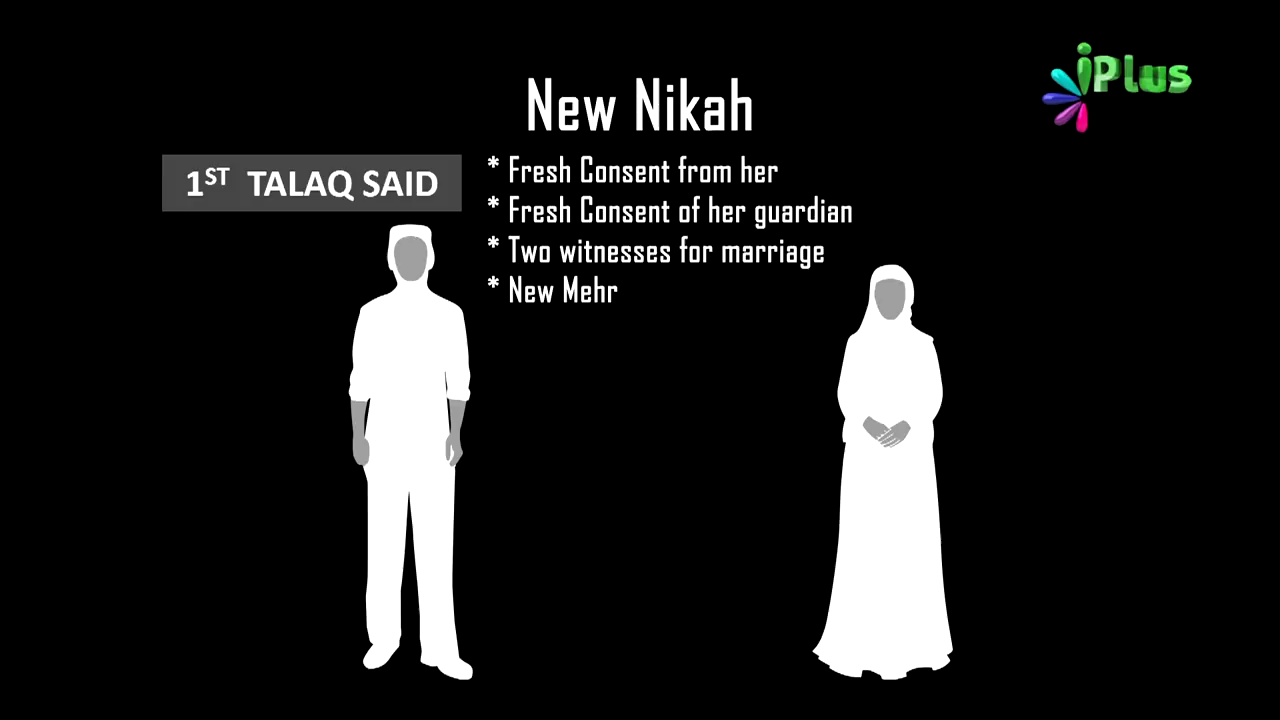 iPlus
New Nikah
1ST TALAQ SAID
* Fresh Consent from her
* Fresh Consent of her guardian
* Two witnesses for marriage
* New Mehr